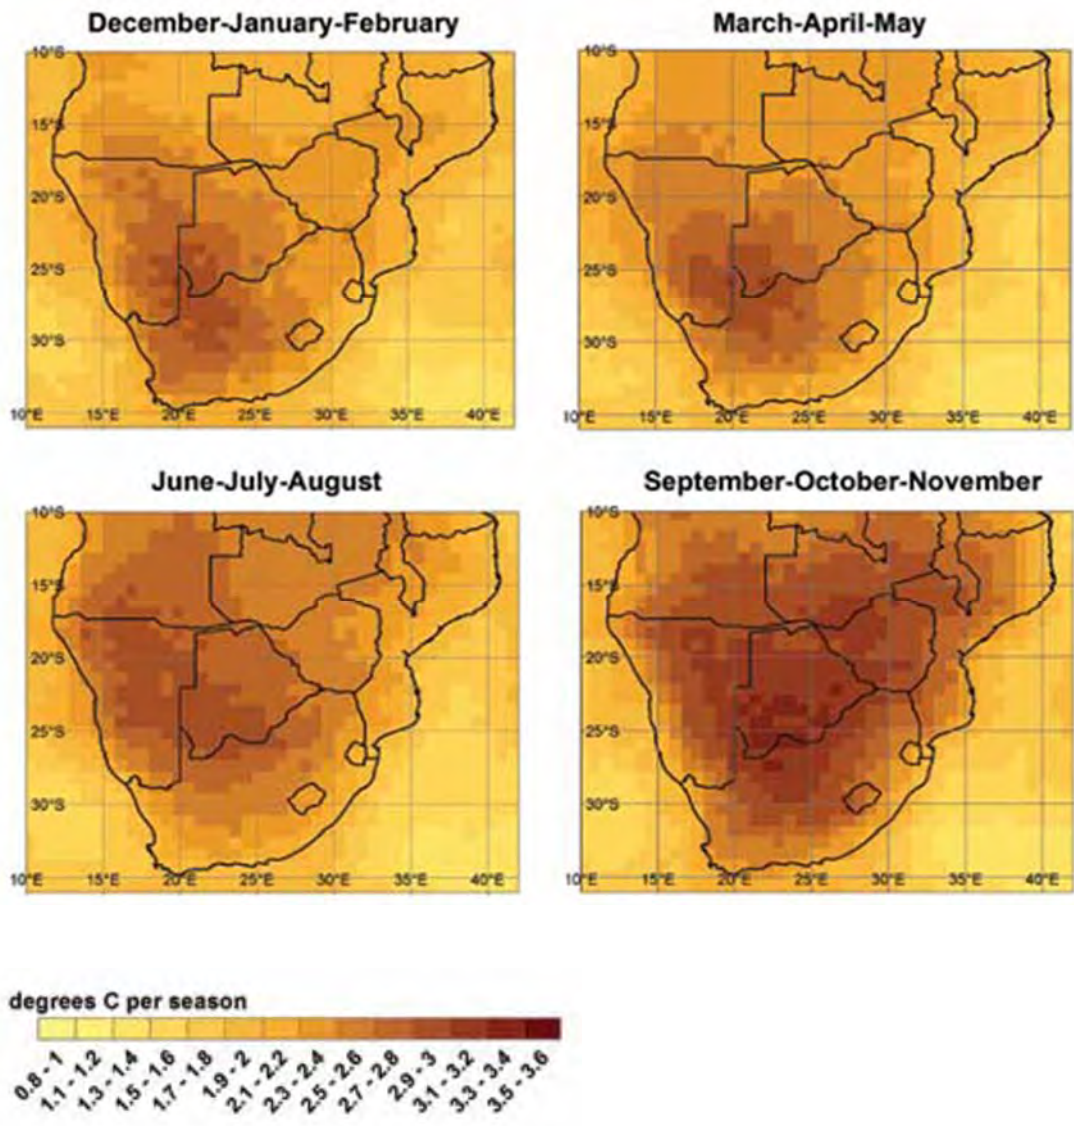 December-January-February
March-April-May
10°S
15°S
20°S
25°S
30°S
10°E 15°E 20°E 25°E 30°E 35°E 40°E
10°S
15°S
20°S
25°S
30°S
10°E 15°E 20°E 25°E 30°E 35°E 40°E
June-July-August
September-October-November
10°S
15°S
20°S
25°S
30°S
10°E 15°E 20°E 25°E 30°E 35°E 40°E
10°S
15°S
20°S
25°S
30°S
10°E 15°E 20°E 25°E 30°E 35°E 40°E
degrees C per season
0.8 - 1
1.1 - 1.2
1.3 - 1.4
1.5 - 1.6
1.7 - 1.8
1.9 - 2
2.1 - 2.2
2.3 - 2.4
2.5 - 2.6
2.7 - 2.8
2.9 - 3
3.1 - 3.2
3.3 - 3.4
3.5 - 3.6